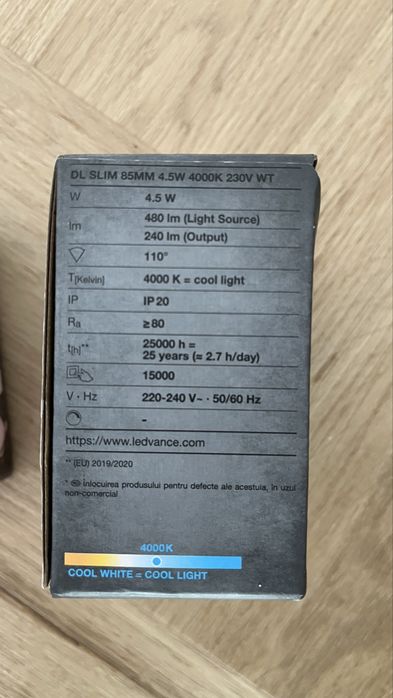 DL SLIM 85MM 4.5W 4000K 230V WT
W 4.5 W
lm 480 lm (Light Source)
240 lm (Output)
110°
T[Kelvin] 4000 K = cool light
IP IP20
Ra ≥80
t[h]** 25000 h =
25 years (≈ 2.7 h/day)
15000
V · Hz 220-240 V~ · 50/60 Hz
-
https://www.ledvance.com
** (EU) 2019/2020
* Înlocuirea produsului pentru defecte ale acestuia, în uzul
non-comercial
4000K
COOL WHITE = COOL LIGHT